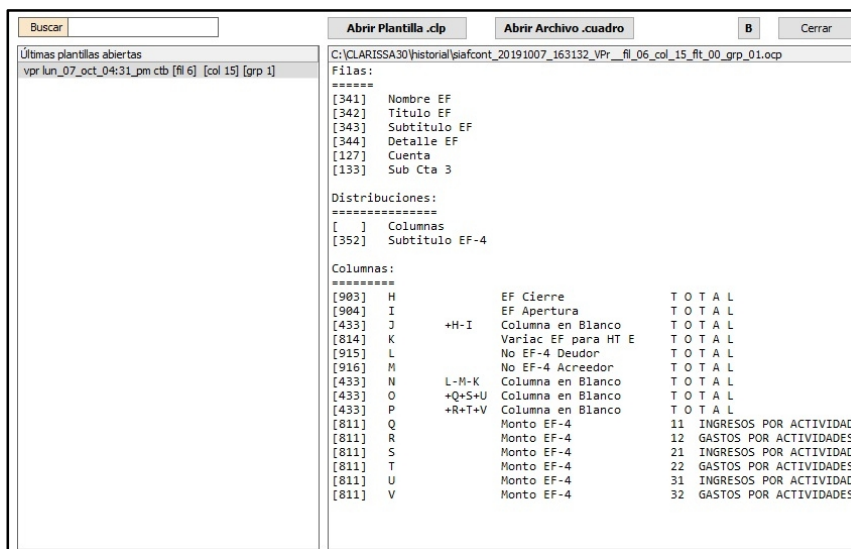 Buscar
Abrir Plantilla .clp
Abrir Archivo .cuadro
B
Cerrar
Últimas plantillas abiertas
vpr lun_07_oct_04:31_pm ctb [fil 6] [col 15] [grp 1]
C:\CLARISSA30\historial\siafcont_20191007_163132_VPr__fil_06_col_15_flt_00_grp_01.ocp
Filas:
======
[341] Nombre EF
[342] Titulo EF
[343] Subtitulo EF
[344] Detalle EF
[127] Cuenta
[133] Sub Cta 3
Distribuciones:
===============
[ ] Columnas
[352] Subtítulo EF-4
Columnas:
=========
[903] H EF Cierre T O T A L
[904] I EF Apertura T O T A L
[433] J +H-I Columna en Blanco T O T A L
[814] K Variac EF para HT E T O T A L
[915] L No EF-4 Deudor T O T A L
[916] M No EF-4 Acreedor T O T A L
[433] N L-M-K Columna en Blanco T O T A L
[433] O +Q+S+U Columna en Blanco T O T A L
[433] P +R+T+V Columna en Blanco T O T A L
[811] Q Monto EF-4 11 INGRESOS POR ACTIVIDAD
[811] R Monto EF-4 12 GASTOS POR ACTIVIDADES
[811] S Monto EF-4 21 INGRESOS POR ACTIVIDAD
[811] T Monto EF-4 22 GASTOS POR ACTIVIDADES
[811] U Monto EF-4 31 INGRESOS POR ACTIVIDAD
[811] V Monto EF-4 32 GASTOS POR ACTIVIDADES